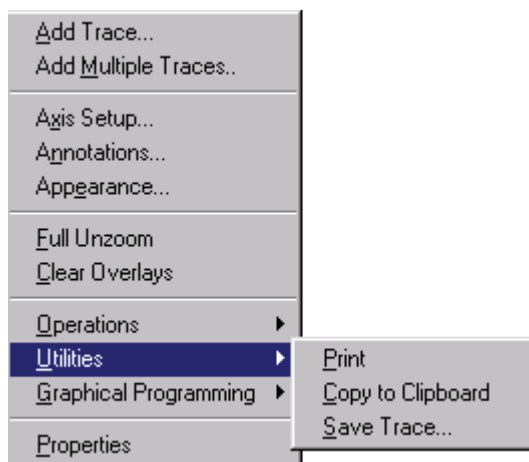 Add Trace...
Add Multiple Traces..
Axis Setup...
Annotations...
Appearance...
Full Unzoom
Clear Overlays
Operations
Utilities
Graphical Programming
Properties
Print
Copy to Clipboard
Save Trace...